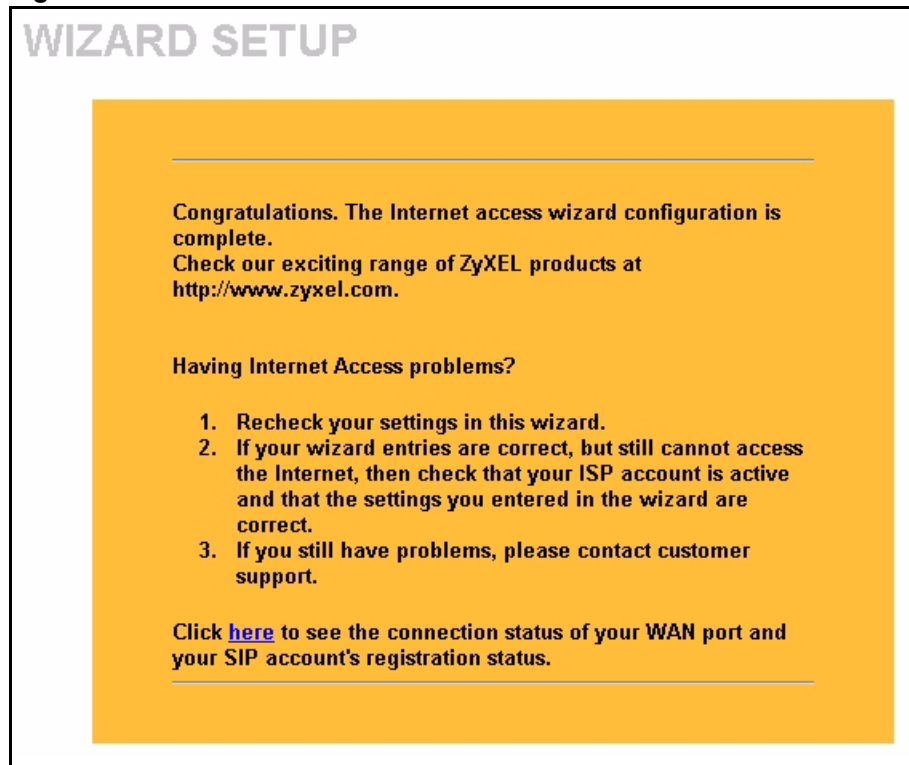 WIZARD SETUP
Congratulations. The Internet access wizard configuration is
complete.
Check our exciting range of ZyXEL products at
http://www.zyxel.com.
Having Internet Access problems?
1. Recheck your settings in this wizard.
2. If your wizard entries are correct, but still cannot access
the Internet, then check that your ISP account is active
and that the settings you entered in the wizard are
correct.
3. If you still have problems, please contact customer
support.
Click here to see the connection status of your WAN port and
your SIP account's registration status.